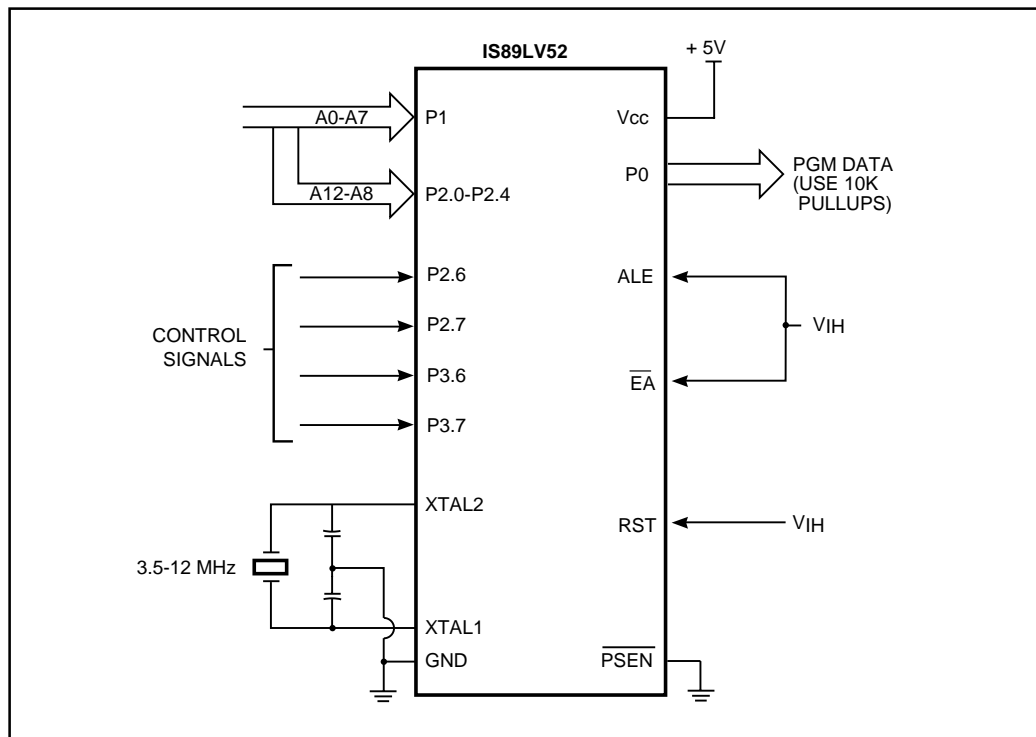 IS89LV52
+ 5V
A0-A7
P1
Vcc
PGM DATA
(USE 10K
PULLUPS)
P0
A12-A8
P2.0-P2.4
P2.6
ALE
CONTROL
SIGNALS
P2.7
VIH
P3.6
EA
P3.7
XTAL2
RST
VIH
3.5-12 MHz
XTAL1
GND
PSEN